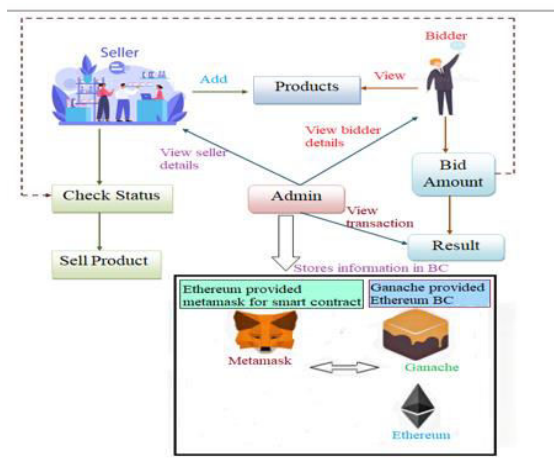 Seller
Bidder
Add
Products
View
View seller
details
View bidder
details
Bid
Amount
Check Status
Admin
View
transaction
Result
Sell Product
Stores information in BC
Ethereum provided
metamask for smart contract
Ganache provided
Ethereum BC
Metamask
Ganache
Ethereum